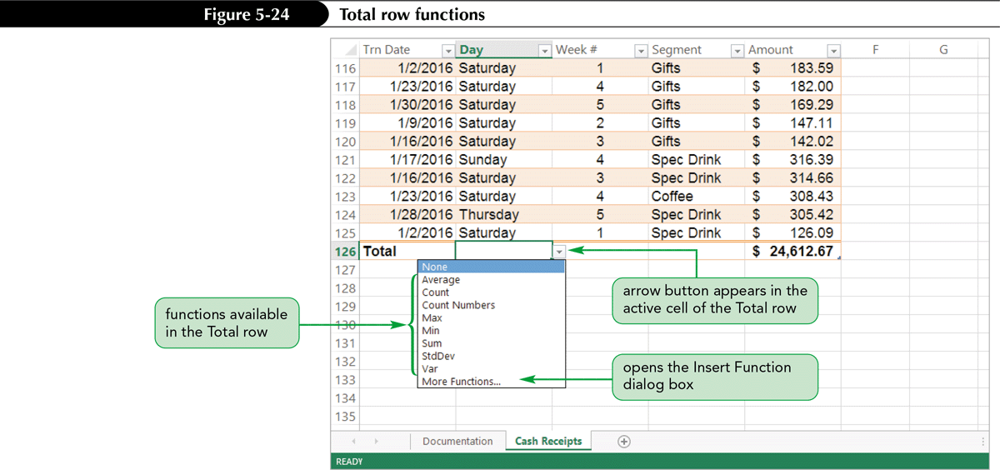 Figure 5-24 Total row functions
Trn Date Day Week # Segment Amount F G
116 1/2/2016 Saturday 1 Gifts $ 183.59
117 1/23/2016 Saturday 4 Gifts $ 182.00
118 1/30/2016 Saturday 5 Gifts $ 169.29
119 1/9/2016 Saturday 2 Gifts $ 147.11
120 1/16/2016 Saturday 3 Gifts $ 142.02
121 1/17/2016 Sunday 4 Spec Drink $ 316.39
122 1/16/2016 Saturday 3 Spec Drink $ 314.66
123 1/23/2016 Saturday 4 Coffee $ 308.43
124 1/28/2016 Thursday 5 Spec Drink $ 305.42
125 1/2/2016 Saturday 1 Spec Drink $ 126.09
126 Total $ 24,612.67
127
128
129
130
131
132
133
134
135
None
Average
Count
Count Numbers
Max
Min
Sum
StdDev
Var
More Functions...
functions available
in the Total row
arrow button appears in the
active cell of the Total row
opens the Insert Function
dialog box
Documentation Cash Receipts
READY